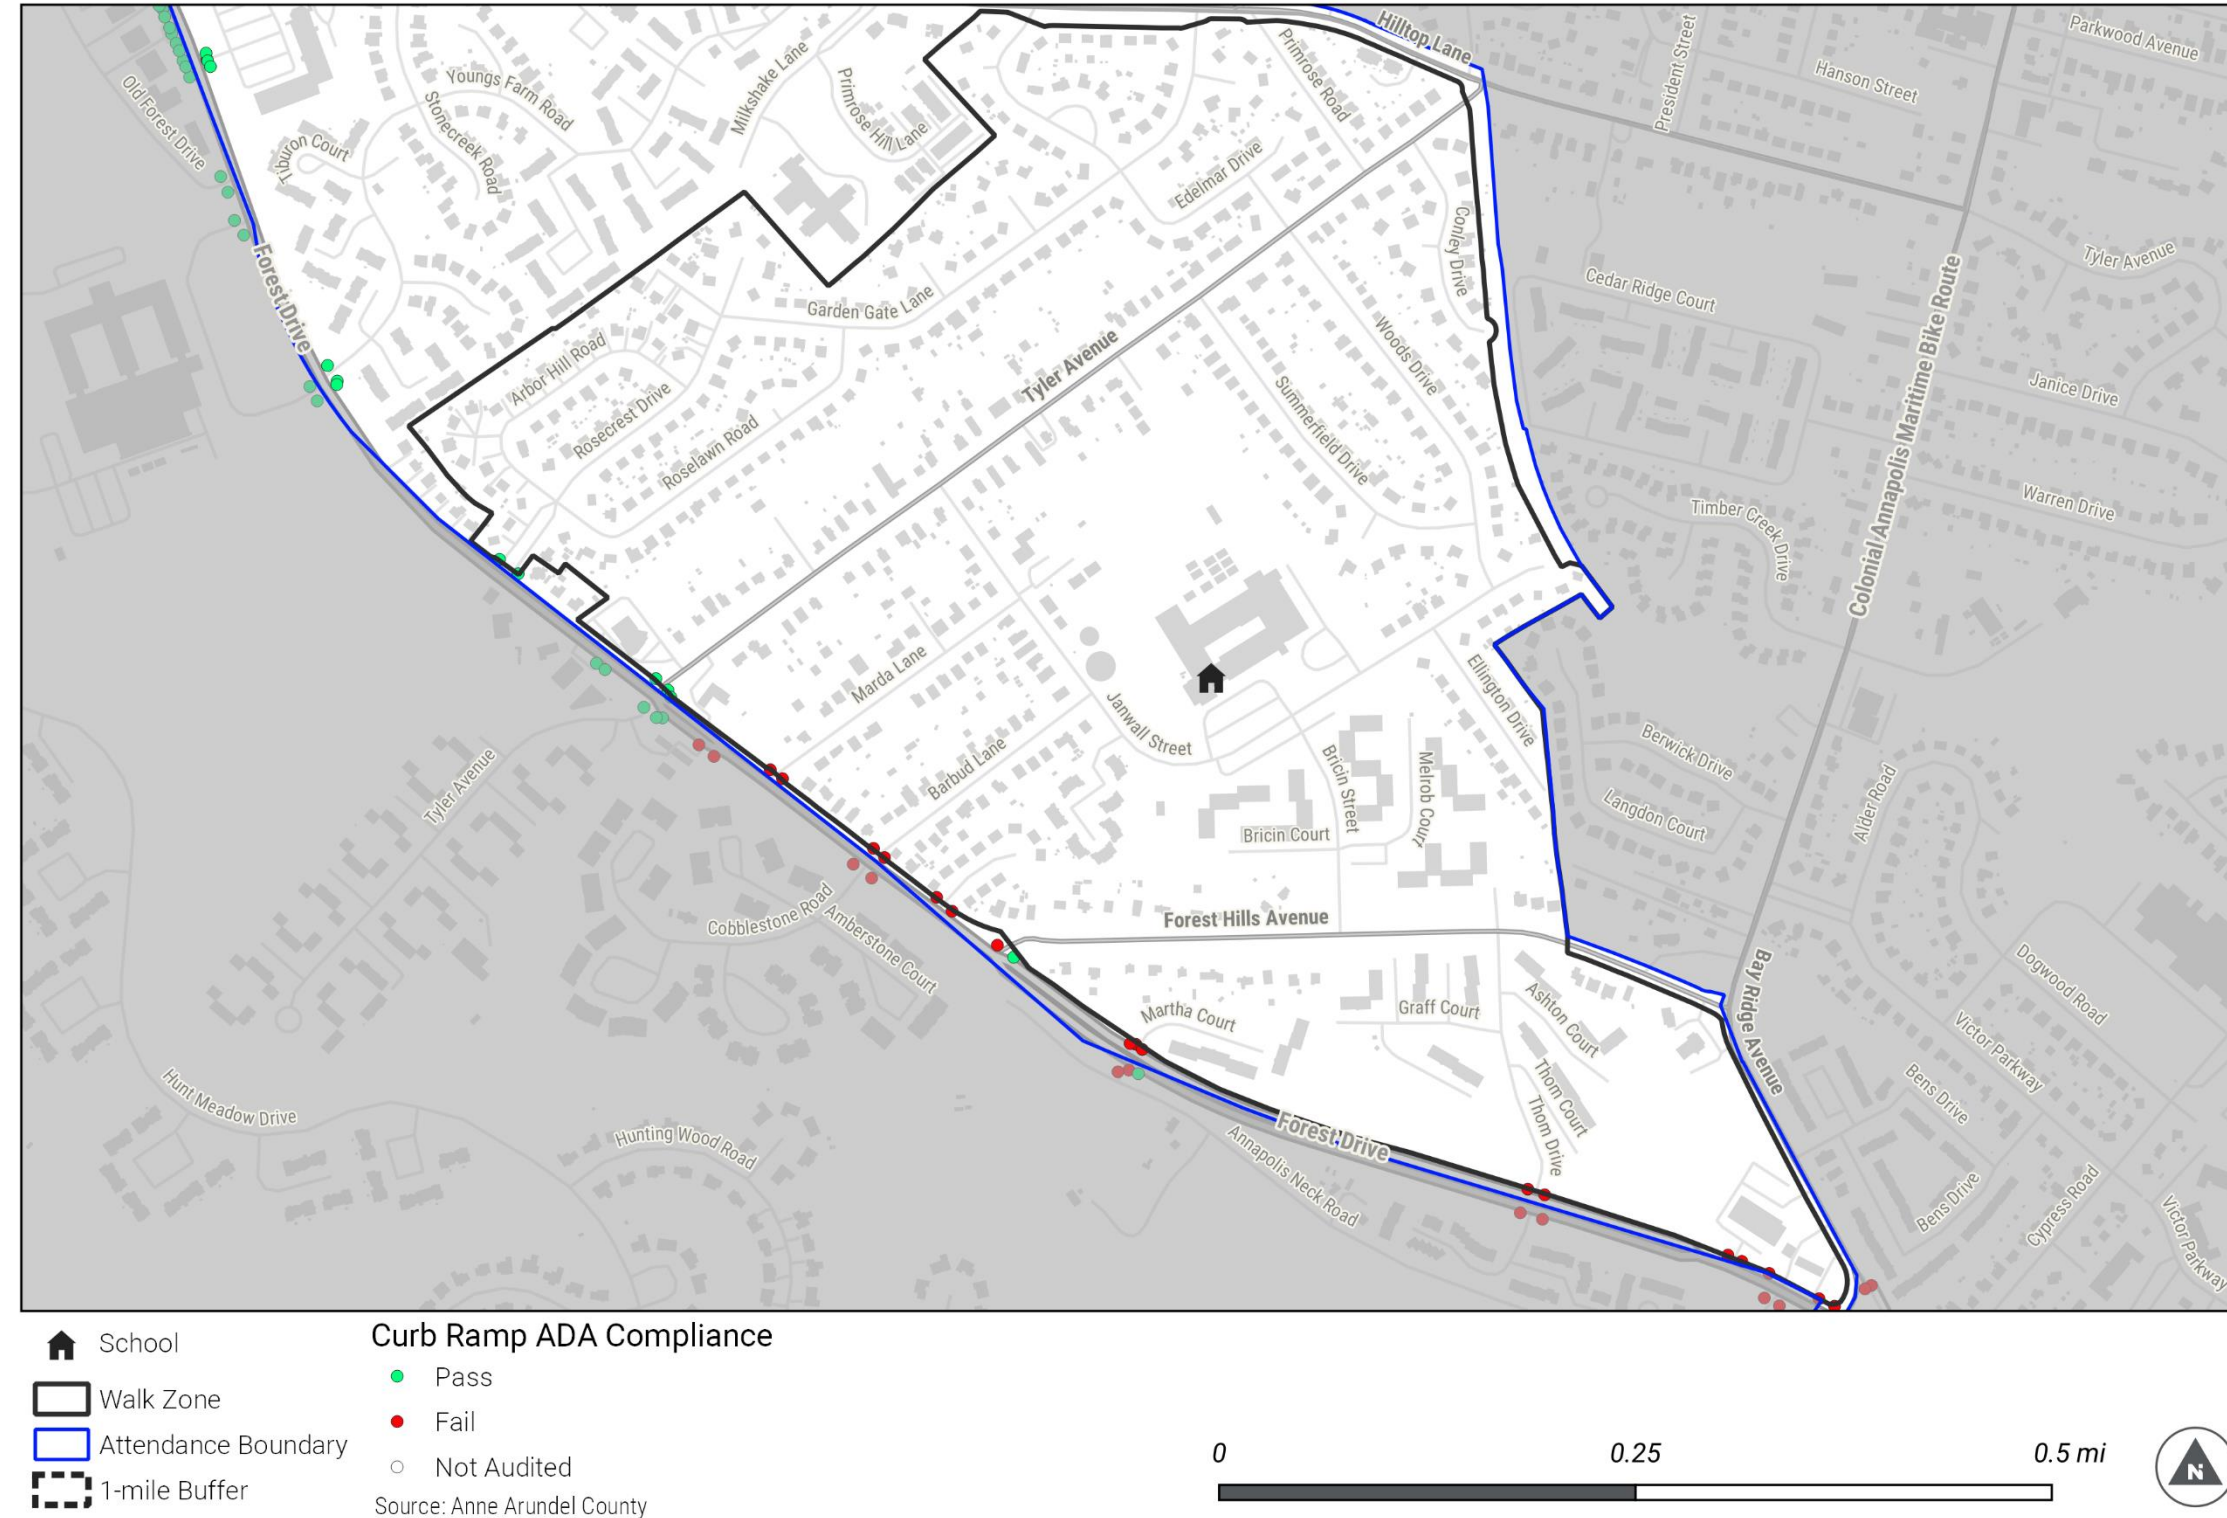 Hilltop Lane
President Street
Parkwood Avenue
Hanson Street
Youngs Farm Road
Milkshake Lane
Primrose Road
Old Forest Drive
Stonecreek Road
Primrose Hill Lane
Tiburon Court
Edelmar Drive
Conley Drive
Tyler Avenue
Forest Drive
Cedar Ridge Court
Garden Gate Lane
Colonial Annapolis Maritime Bike Route
Arbor Hill Road
Tyler Avenue
Woods Drive
Janice Drive
Rosecrest Drive
Summerfield Drive
Roselawn Road
Warren Drive
Timber Creek Drive
Marda Lane
Ellington Drive
Janwall Street
Berwick Drive
Tyler Avenue
Barbud Lane
Bricin Street
Melrob Court
Langdon Court
Alder Road
Bricin Court
Cobblestone Road
Amberstone Court
Forest Hills Avenue
Bay Ridge Avenue
Dogwood Road
Martha Court
Graff Court
Ashton Court
Victor Parkway
Hunt Meadow Drive
Thom Court
Bens Drive
Hunting Wood Road
Forest Drive
Thom Drive
Annapolis Neck Road
Bens Drive
Cypress Road
Victor Parkway
School
Walk Zone
Attendance Boundary
1-mile Buffer
Curb Ramp ADA Compliance
Pass
Fail
Not Audited
Source: Anne Arundel County
0 0.25 0.5 mi
N